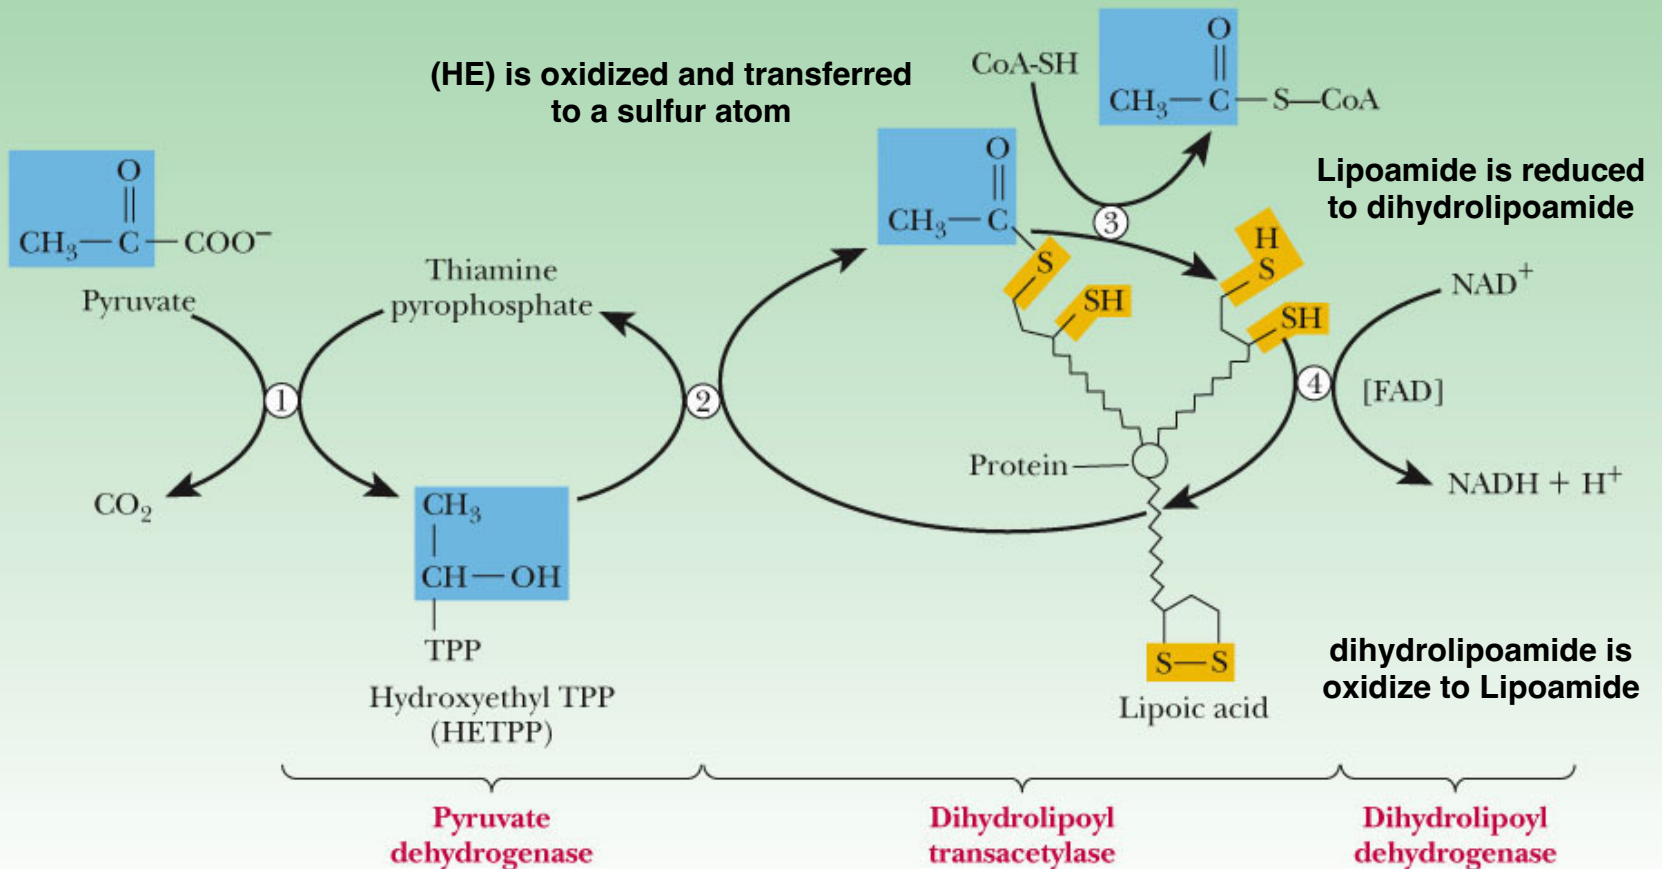 (HE) is oxidized and transferred
to a sulfur atom
CoA-SH
O
CH₃—C—S—CoA
O
CH₃—C—COO⁻
Pyruvate
Thiamine
pyrophosphate
O
CH₃—C
S
SH
3
Lipoamide is reduced
to dihydrolipoamide
H
S
SH
NAD⁺
1
2
4
[FAD]
Protein
NADH + H⁺
CO₂
CH₃
CH—OH
TPP
Hydroxyethyl TPP
(HETPP)
S—S
Lipoic acid
dihydrolipoamide is
oxidize to Lipoamide
Pyruvate
dehydrogenase
Dihydrolipoyl
transacetylase
Dihydrolipoyl
dehydrogenase